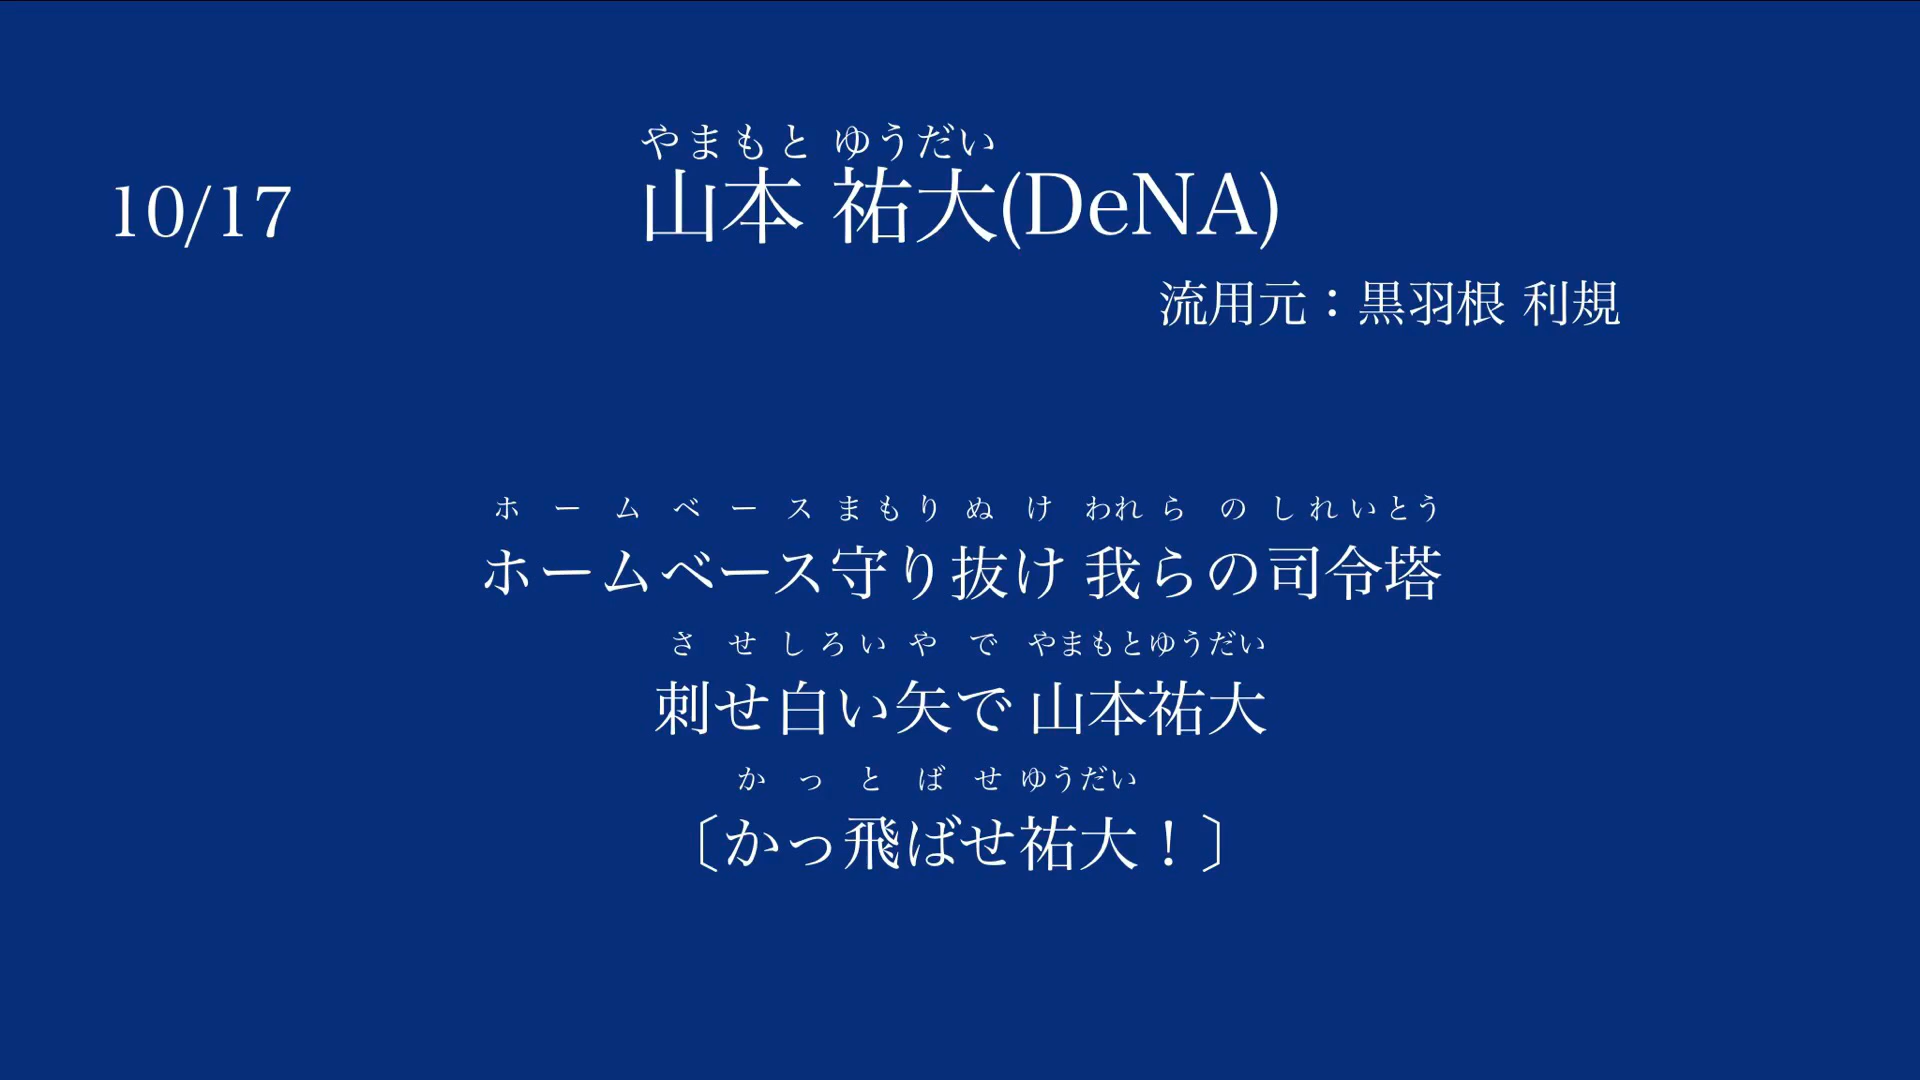 やまもと ゆうだい
10/17 山本 祐大(DeNA)
流用元：黒羽根 利規
ホームベースまもりぬけ われらのしれいとう
ホームベース守り抜け 我らの司令塔
させしろいやで やまもとゆうだい
刺せ白い矢で 山本祐大
かっとばせゆうだい
〔かっ飛ばせ祐大！〕